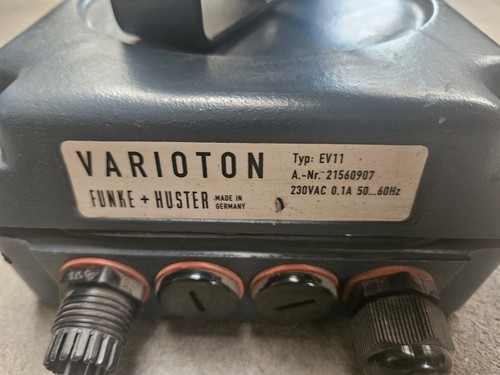 VARIOTON
FUNKE + HUSTER MADE IN GERMANY
Typ: EV11
A.-Nr. 21560907
230VAC 0,1A 50...60Hz